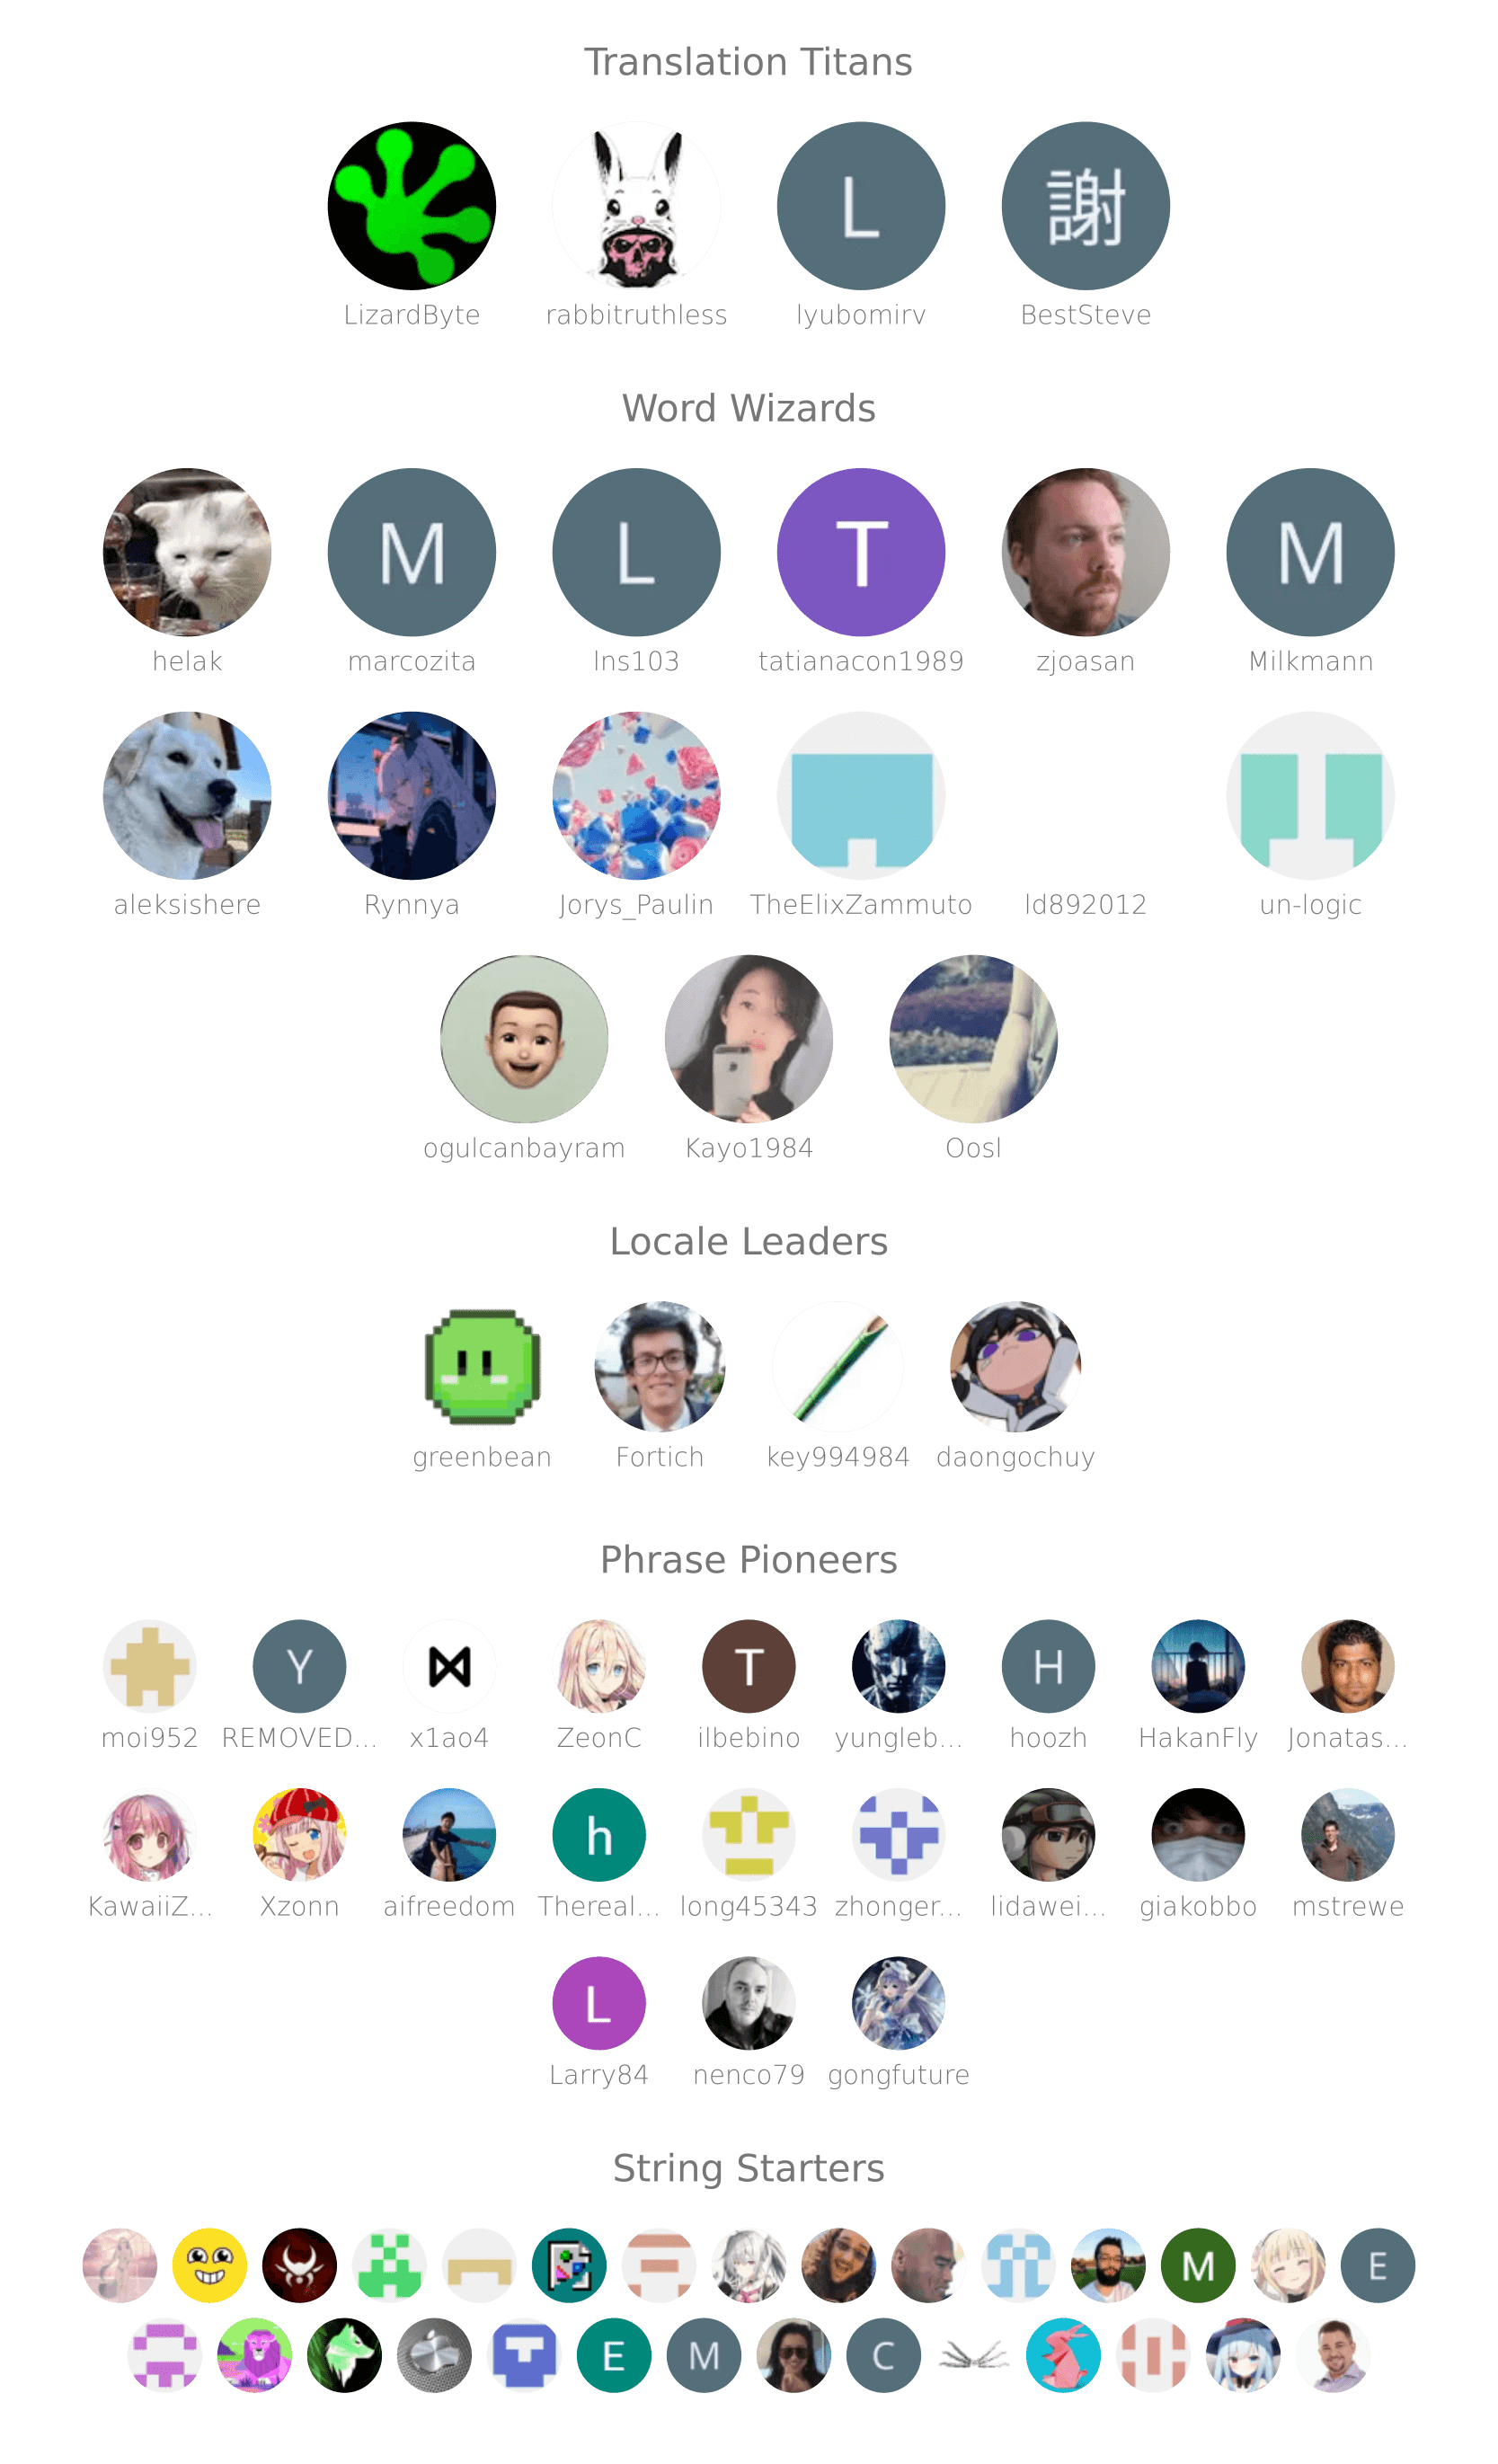 Translation Titans
L 謝
LizardByte rabbitruthless lyubomirv BestSteve
Word Wizards
M L T M
helak marcozita lns103 tatianacon1989 zjoasan Milkmann
aleksishere Rynnya Jorys_Paulin TheElixZammuto ld892012 un-logic
ogulcanbayram Kayo1984 Oosl
Locale Leaders
greenbean Fortich key994984 daongochuy
Phrase Pioneers
Y T H
moi952 REMOVED... x1ao4 ZeonC ilbebino yungleb... hoozh HakanFly Jonatas...
h
KawaiiZ... Xzonn aifreedom Thereal... long45343 zhonger... lidawei... giakobbo mstrewe
L
Larry84 nenco79 gongfuture
String Starters
M E
E M C